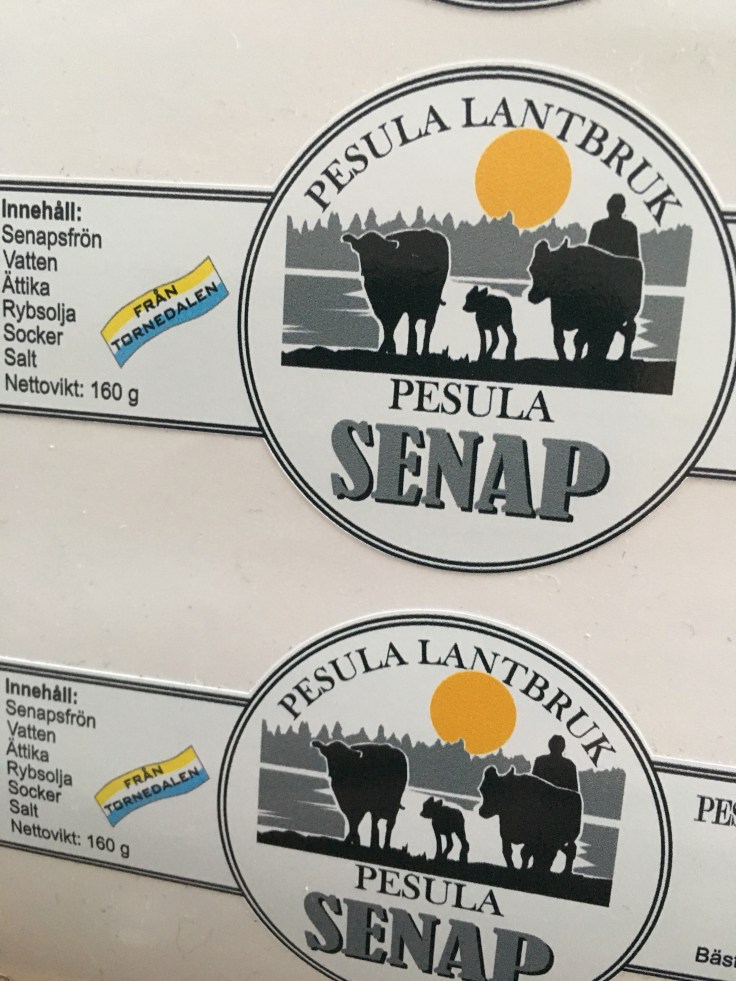 Innehåll:
Senapsfrön
Vatten
Ättika
Rybsolja
Socker
Salt
Nettovikt: 160 g
FRÅN
TORNEDALEN
PESULA LANTBRUK
PESULA
SENAP
Innehåll:
Senapsfrön
Vatten
Ättika
Rybsolja
Socker
Salt
Nettovikt: 160 g
FRÅN
TORNEDALEN
PESULA LANTBRUK
PESULA
SENAP